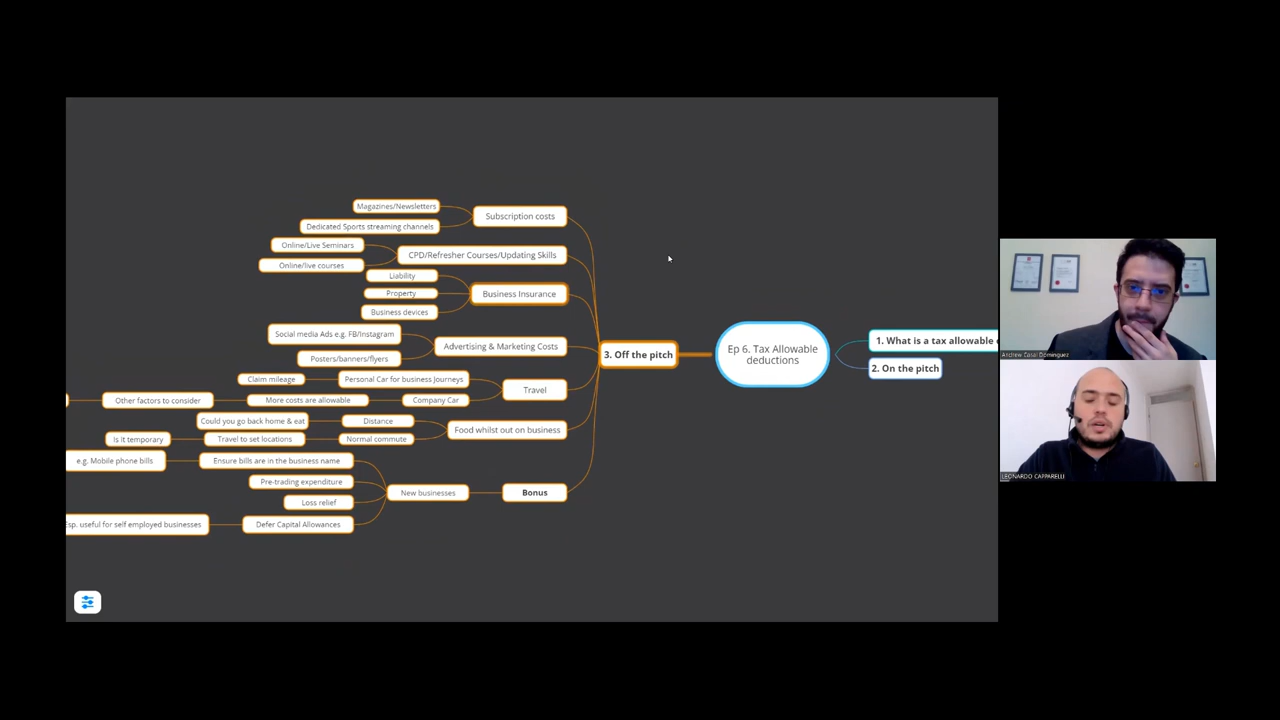 Magazines/Newsletters
Subscription costs
Dedicated Sports streaming channels
Online/Live Seminars
CPD/Refresher Courses/Updating Skills
Online/live courses
Liability
Business Insurance
Property
Business devices
Social media Ads e.g. FB/Instagram
Advertising & Marketing Costs
Posters/banners/flyers
3. Off the pitch
Ep 6. Tax Allowable
deductions
1. What is a tax allowable
2. On the pitch
Claim mileage
Personal Car for business Journeys
Travel
Other factors to consider
More costs are allowable
Company Car
Could you go back home & eat
Distance
Food whilst out on business
Is it temporary
Travel to set locations
Normal commute
e.g. Mobile phone bills
Ensure bills are in the business name
Pre-trading expenditure
New businesses
Bonus
Loss relief
Esp. useful for self employed businesses
Defer Capital Allowances
Andrew Casal Dominguez
LEONARDO CAPPARELLI